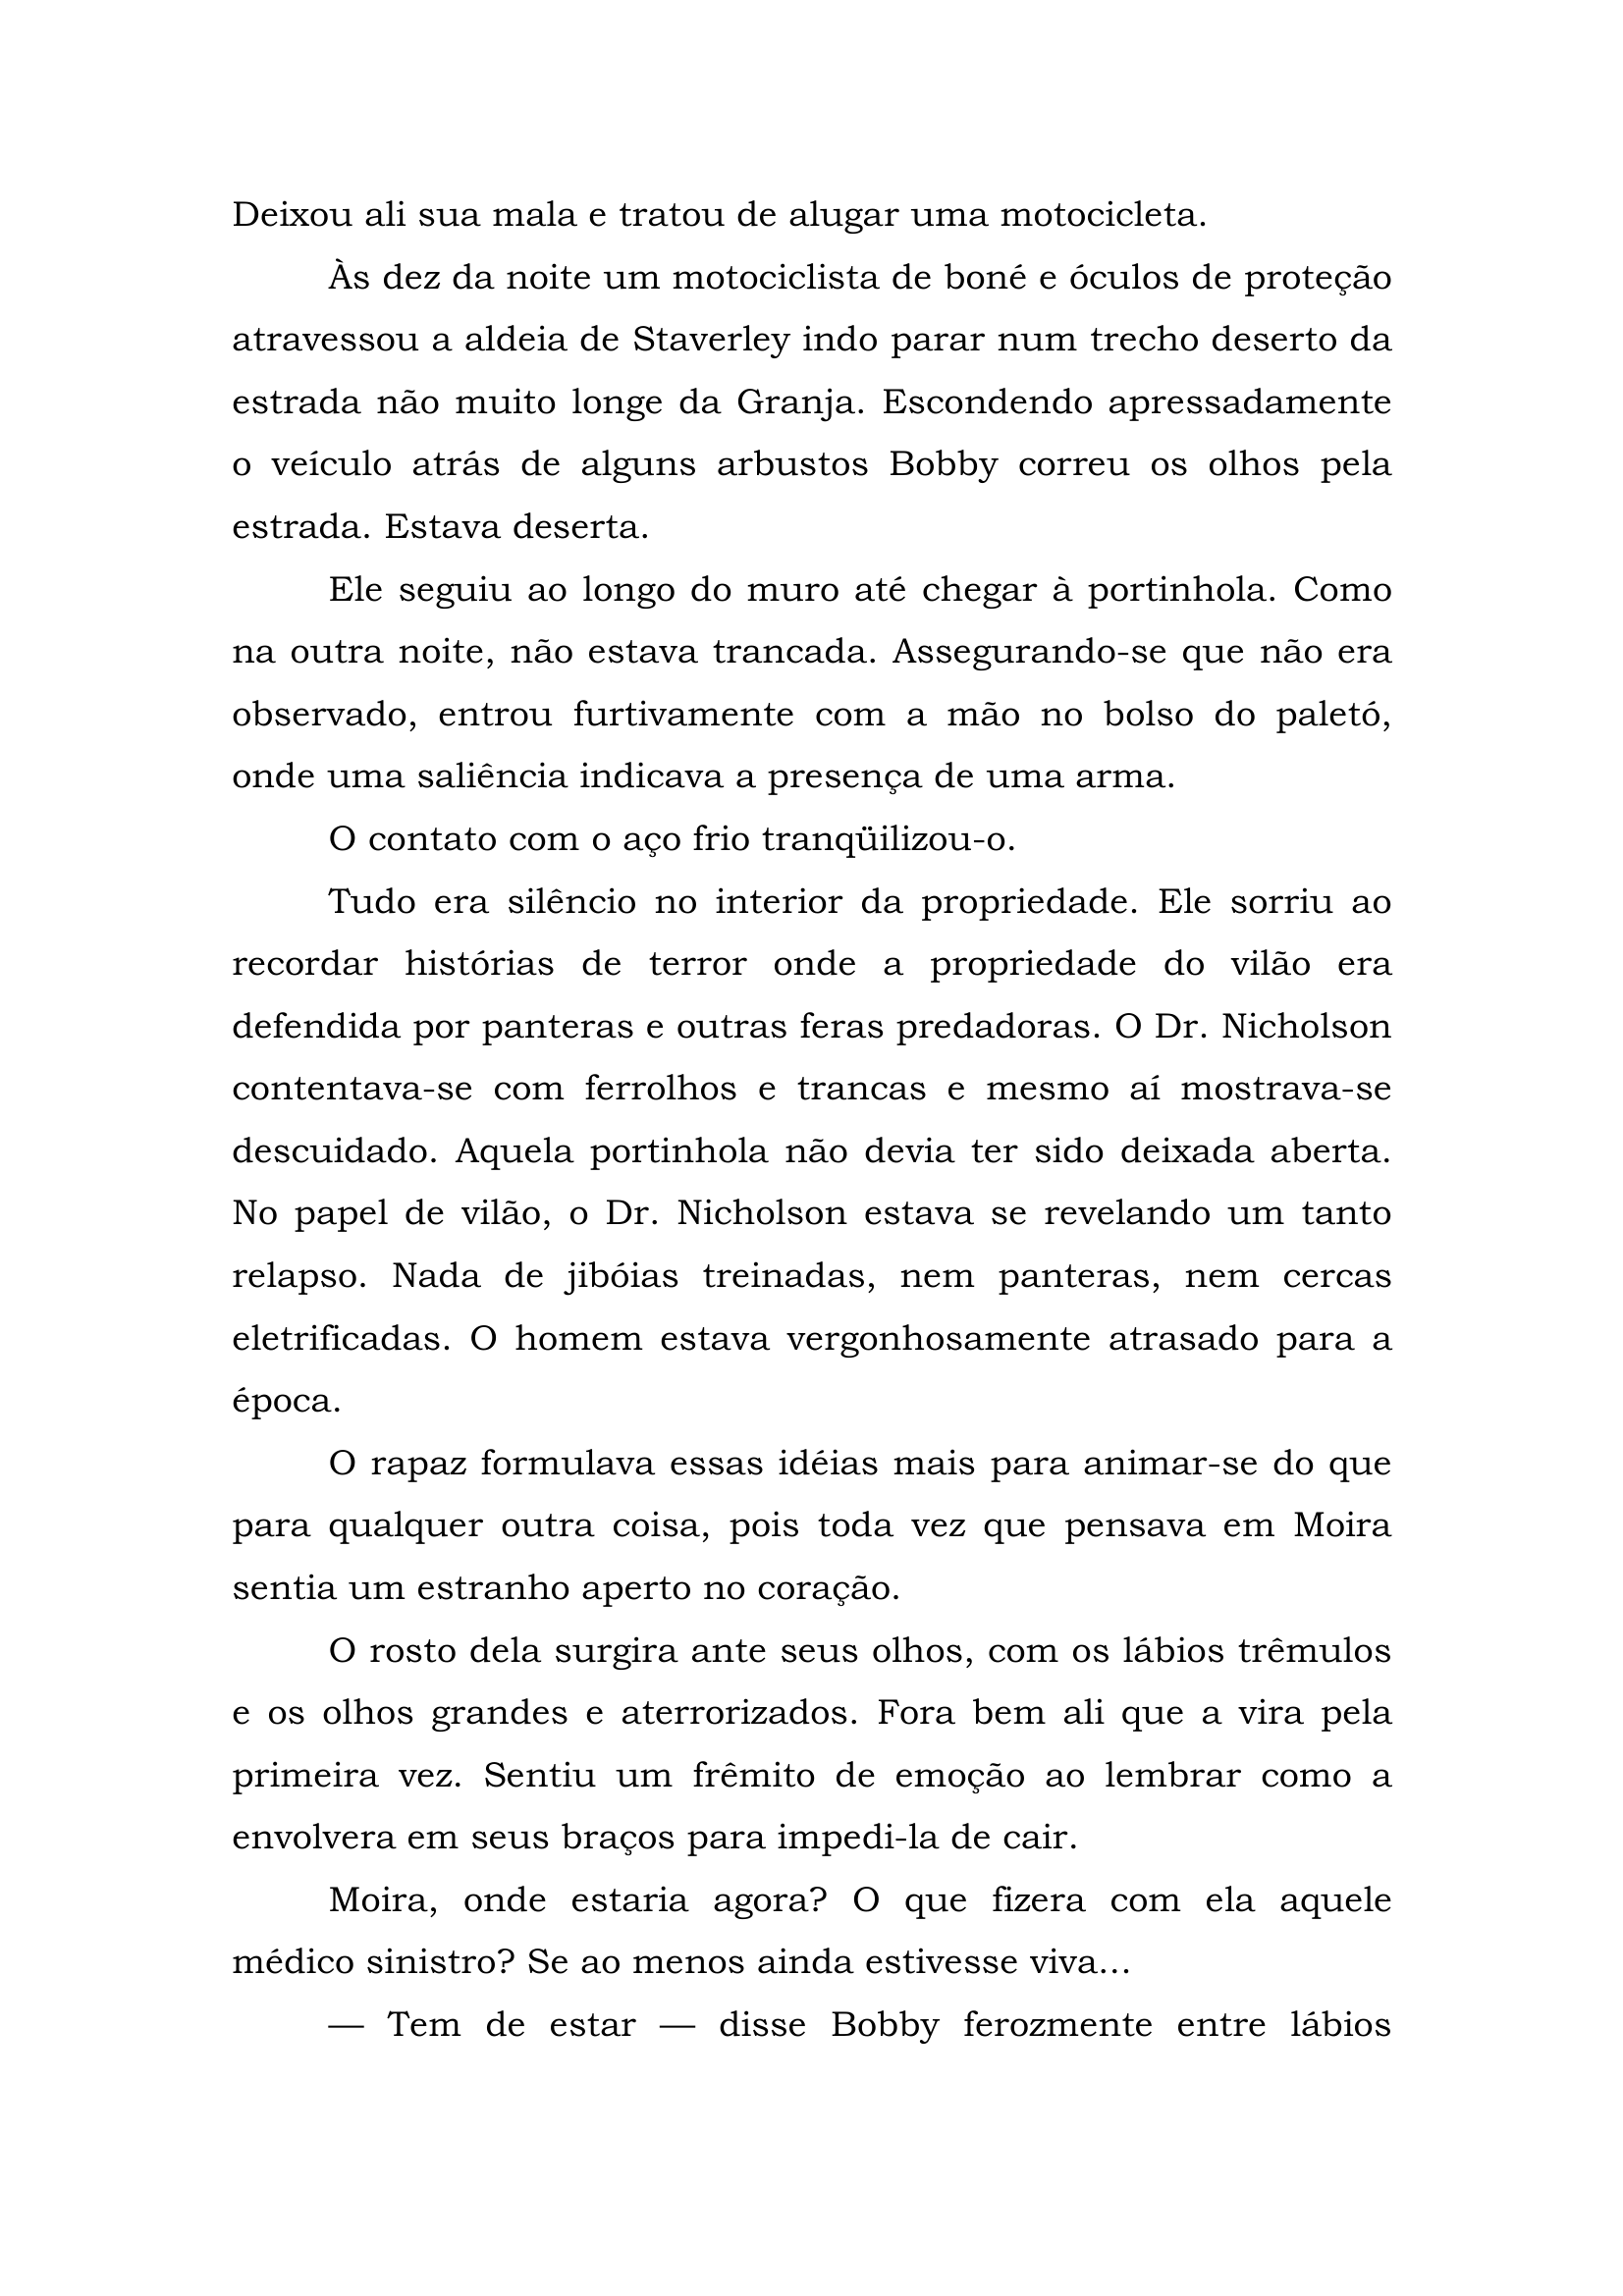 Deixou ali sua mala e tratou de alugar uma motocicleta.
Às dez da noite um motociclista de boné e óculos de proteção
atravessou a aldeia de Staverley indo parar num trecho deserto da
estrada não muito longe da Granja. Escondendo apressadamente
o veículo atrás de alguns arbustos Bobby correu os olhos pela
estrada. Estava deserta.
Ele seguiu ao longo do muro até chegar à portinhola. Como
na outra noite, não estava trancada. Assegurando-se que não era
observado, entrou furtivamente com a mão no bolso do paletó,
onde uma saliência indicava a presença de uma arma.
O contato com o aço frio tranqüilizou-o.
Tudo era silêncio no interior da propriedade. Ele sorriu ao
recordar histórias de terror onde a propriedade do vilão era
defendida por panteras e outras feras predadoras. O Dr. Nicholson
contentava-se com ferrolhos e trancas e mesmo aí mostrava-se
descuidado. Aquela portinhola não devia ter sido deixada aberta.
No papel de vilão, o Dr. Nicholson estava se revelando um tanto
relapso. Nada de jibóias treinadas, nem panteras, nem cercas
eletrificadas. O homem estava vergonhosamente atrasado para a
época.
O rapaz formulava essas idéias mais para animar-se do que
para qualquer outra coisa, pois toda vez que pensava em Moira
sentia um estranho aperto no coração.
O rosto dela surgira ante seus olhos, com os lábios trêmulos
e os olhos grandes e aterrorizados. Fora bem ali que a vira pela
primeira vez. Sentiu um frêmito de emoção ao lembrar como a
envolvera em seus braços para impedi-la de cair.
Moira, onde estaria agora? O que fizera com ela aquele
médico sinistro? Se ao menos ainda estivesse viva...
— Tem de estar — disse Bobby ferozmente entre lábios